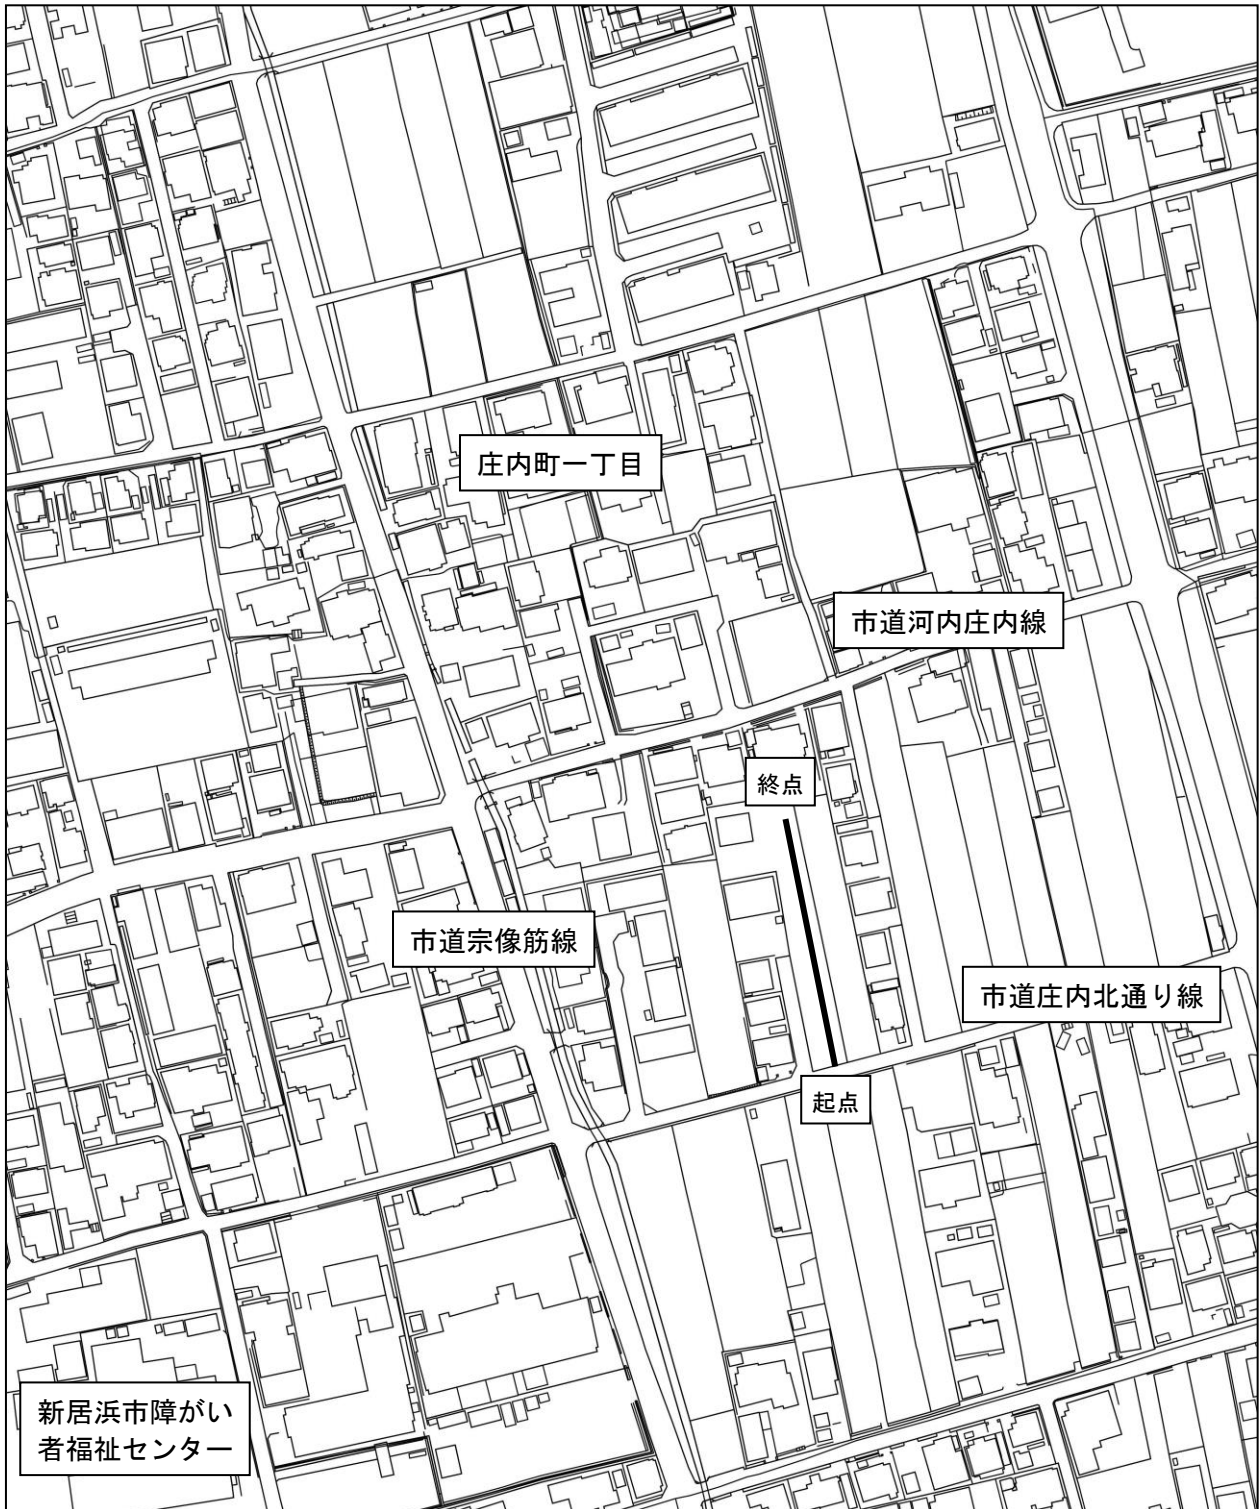 庄内町一丁目
市道河内庄内線
終点
市道宗像筋線
市道庄内北通り線
起点
新居浜市障がい
者福祉センター